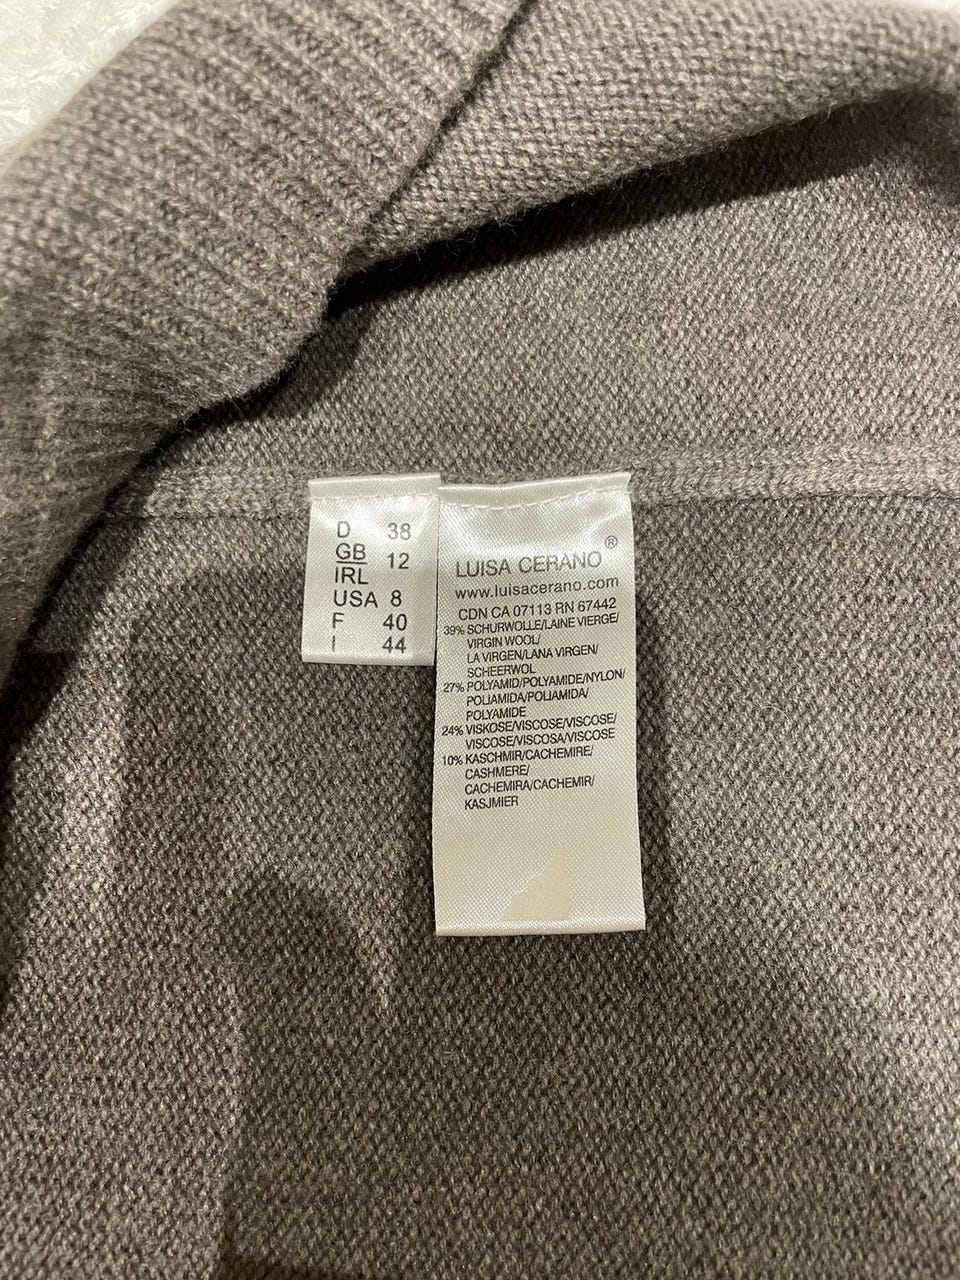 D 38
GB 12
IRL
USA 8
F 40
I 44
LUISA CERANO®
www.luisacerano.com
CDN CA 07113 RN 67442
39% SCHURWOLLE/LAINE VIERGE/
VIRGIN WOOL/
LA VIRGEN/LANA VIRGEN/
SCHEERWOL
27% POLYAMID/POLYAMIDE/NYLON/
POLIAMIDA/POLIAMIDA/
POLYAMIDE
24% VISKOSE/VISCOSE/VISCOSE/
VISCOSE/VISCOSA/VISCOSE
10% KASCHMIR/CACHEMIRE/
CASHMERE/
CACHEMIRA/CACHEMIR/
KASJMIER